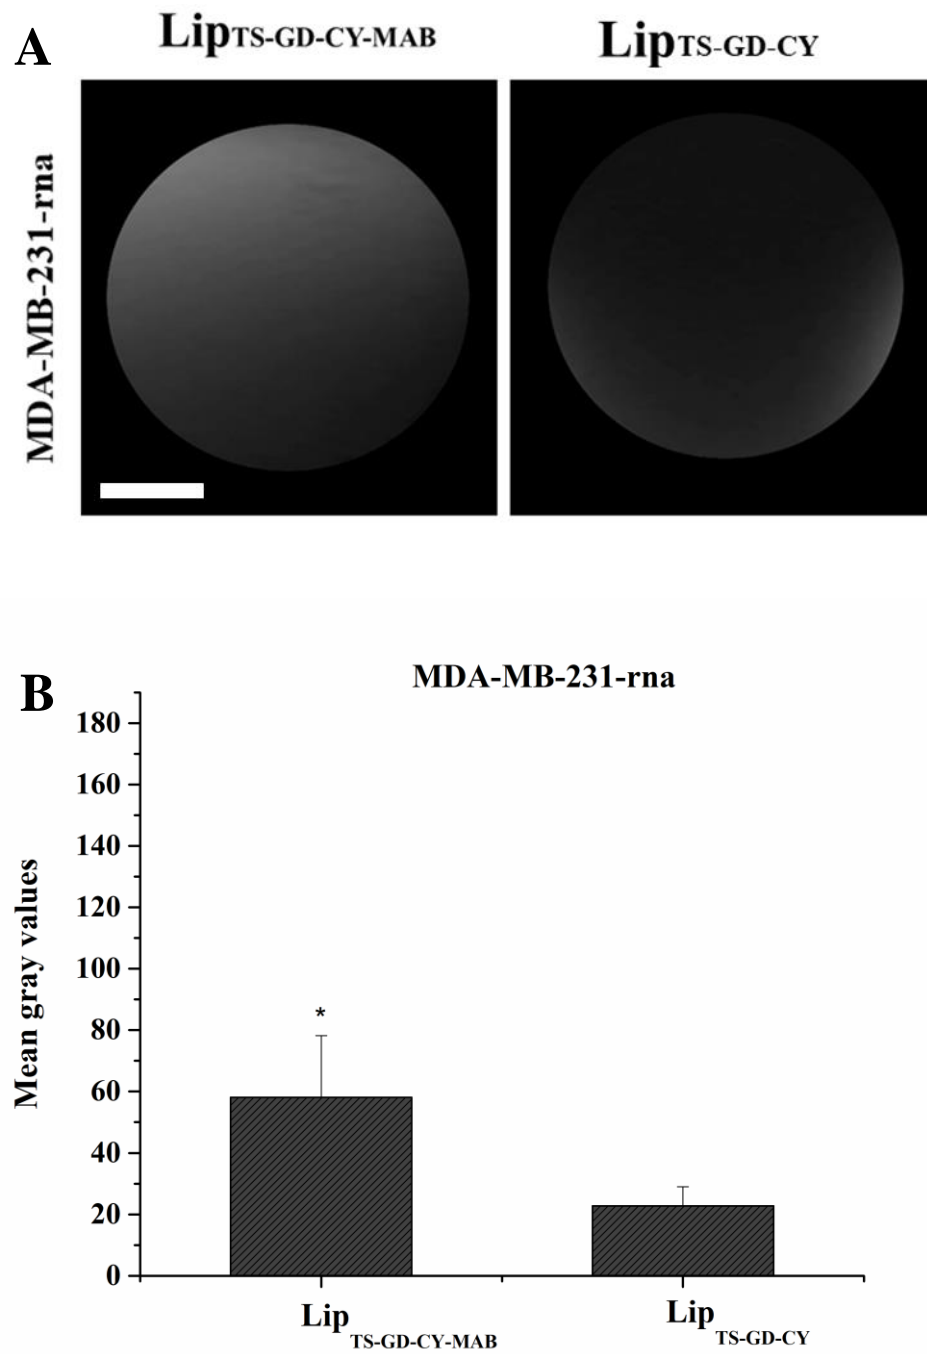 A
LipTS-GD-CY-MAB
LipTS-GD-CY
MDA-MB-231-rna
B
MDA-MB-231-rna
Mean gray values
180
160
140
120
100
80
60
40
20
0
*
LipTS-GD-CY-MAB
LipTS-GD-CY